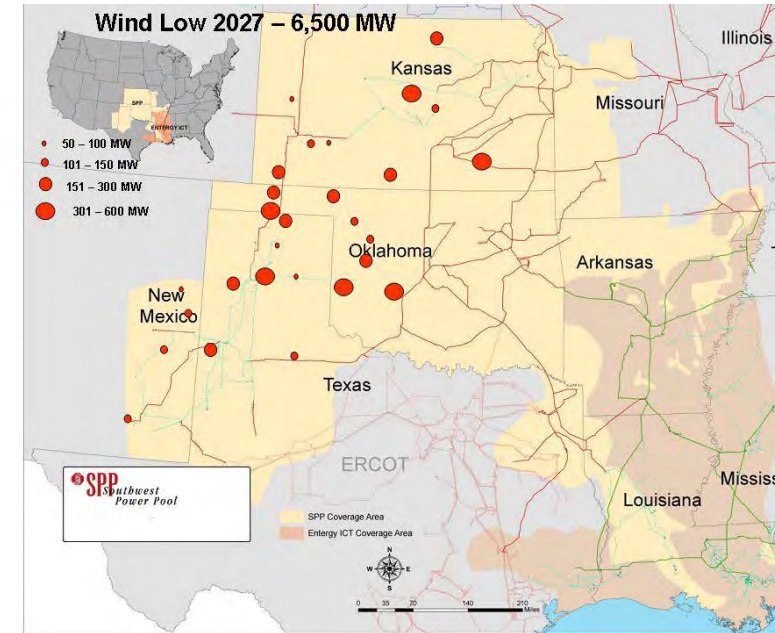 Wind Low 2027 – 6,500 MW
SPP
ENTERGY ICT
50 – 100 MW
101 – 150 MW
151 – 300 MW
301 – 600 MW
Illinois
Kansas
Missouri
Oklahoma
Arkansas
New
Mexico
Texas
ERCOT
Mississ
Louisiana
SPP
Southwest
Power Pool
SPP Coverage Area
Entergy ICT Coverage Area
N
W E
S
0 35 70 140 210
Miles